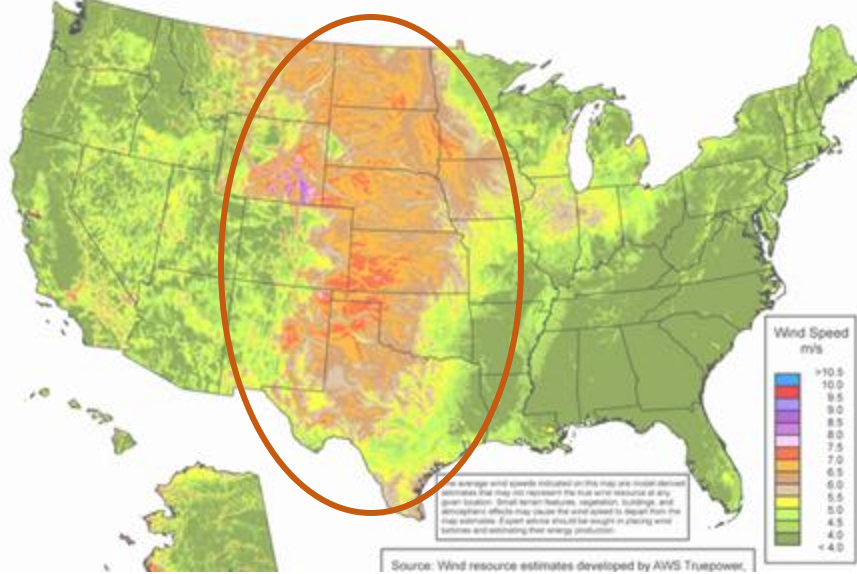 Wind Speed
m/s
>10.5
10.0
9.5
9.0
8.5
8.0
7.5
7.0
6.5
6.0
5.5
5.0
4.5
4.0
< 4.0
The average wind speeds indicated on this map are model-derived
estimates that may not represent the true wind resource at any
given location. Small terrain features, vegetation, buildings, and
atmospheric effects may cause the wind speed to depart from the
map estimates. Expert advice should be sought in placing wind
turbines and estimating their energy production.
Source: Wind resource estimates developed by AWS Truepower,